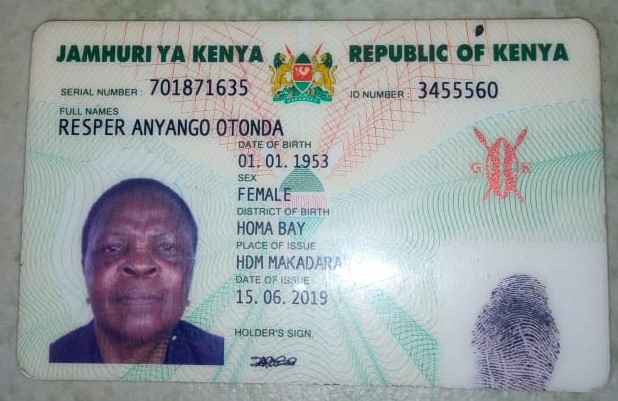 JAMHURI YA KENYA REPUBLIC OF KENYA
SERIAL NUMBER : 701871635 ID NUMBER : 3455560
FULL NAMES
RESPER ANYANGO OTONDA
DATE OF BIRTH
01. 01. 1953
SEX
FEMALE
DISTRICT OF BIRTH
HOMA BAY
PLACE OF ISSUE
HDM MAKADARA
DATE OF ISSUE
15. 06. 2019
HOLDER'S SIGN.
G K